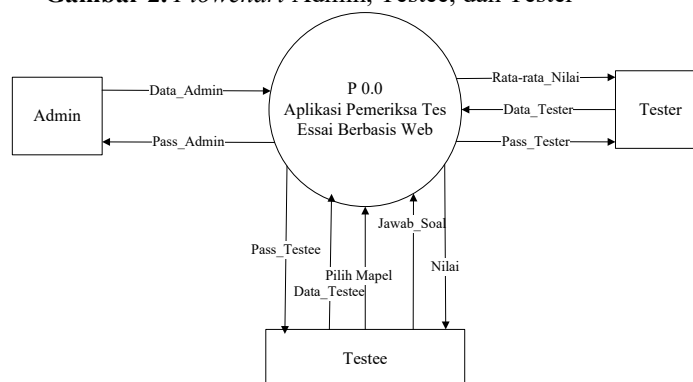 Gambar 2. Flowchart Admin, Testee, dan Tester
P 0.0
Aplikasi Pemeriksa Tes
Essai Berbasis Web
Admin
Data_Admin
Pass_Admin
Rata-rata_Nilai
Data_Tester
Pass_Tester
Tester
Pass_Testee
Data_Testee
Pilih Mapel
Jawab_Soal
Nilai
Testee